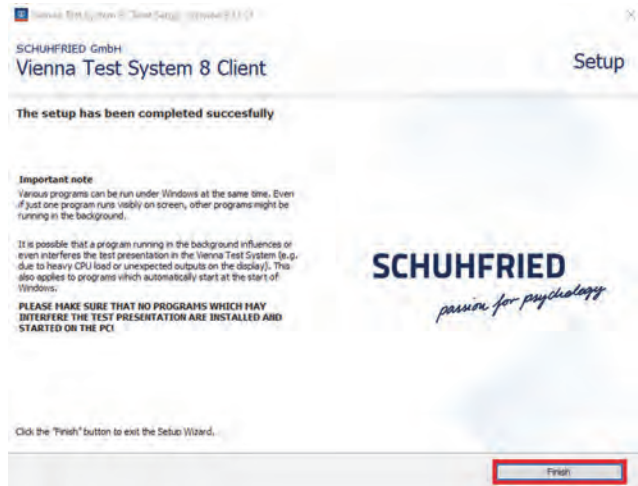 SCHUHFRIED GmbH
Vienna Test System 8 Client
Setup
The setup has been completed succesfully
Important note
Various programs can be run under Windows at the same time. Even
if just one program runs visibly on screen, other programs might be
running in the background.
It is possible that a program running in the background influences or
even interferes the test presentation in the Vienna Test System (e.g.
due to heavy CPU load or unexpected outputs on the display). This
also applies to programs which automatically start at the start of
Windows.
PLEASE MAKE SURE THAT NO PROGRAMS WHICH MAY
INTERFERE THE TEST PRESENTATION ARE INSTALLED AND
STARTED ON THE PC!
SCHUHFRIED
passion for psychology
Click the "Finish" button to exit the Setup Wizard.
Finish